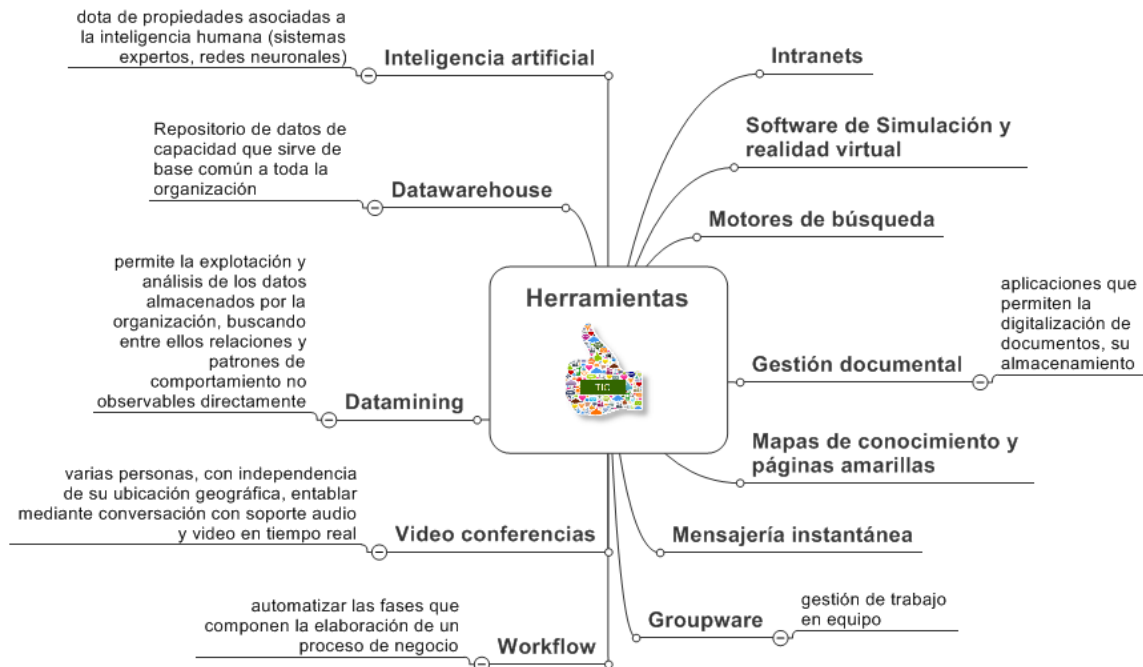 Herramientas
TIC
dota de propiedades asociadas a
la inteligencia humana (sistemas
expertos, redes neuronales)
Inteligencia artificial
Repositorio de datos de
capacidad que sirve de
base común a toda la
organización
Datawarehouse
permite la explotación y
análisis de los datos
almacenados por la
organización, buscando
entre ellos relaciones y
patrones de
comportamiento no
observables directamente
Datamining
varias personas, con independencia
de su ubicación geográfica, entablar
mediante conversación con soporte audio
y video en tiempo real
Video conferencias
automatizar las fases que
componen la elaboración de un
proceso de negocio
Workflow
Intranets
Software de Simulación y
realidad virtual
Motores de búsqueda
Gestión documental
aplicaciones que
permiten la
digitalización de
documentos, su
almacenamiento
Mapas de conocimiento y
páginas amarillas
Mensajería instantánea
Groupware
gestión de trabajo
en equipo